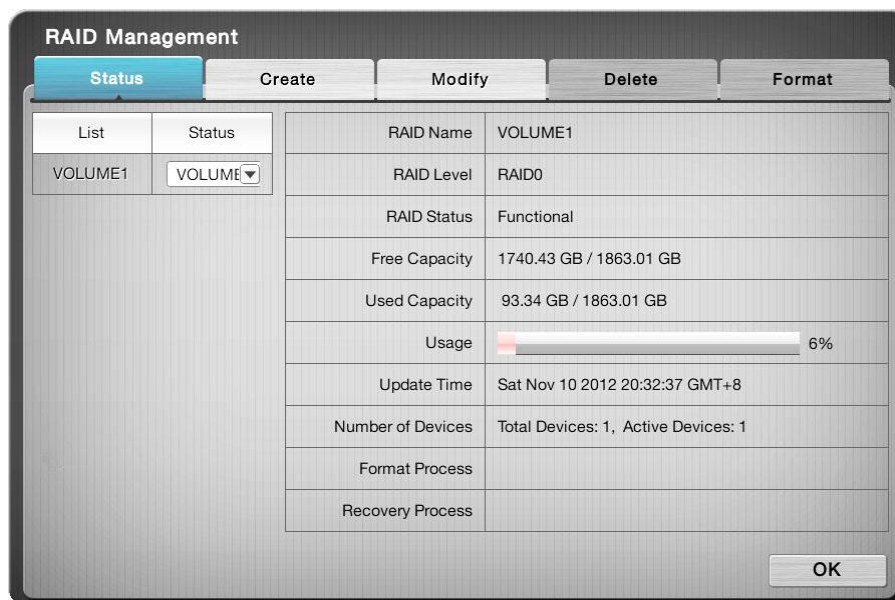 RAID Management
Status Create Modify Delete Format
List Status
VOLUME1 VOLUME
RAID Name VOLUME1
RAID Level RAID0
RAID Status Functional
Free Capacity 1740.43 GB / 1863.01 GB
Used Capacity 93.34 GB / 1863.01 GB
Usage 6%
Update Time Sat Nov 10 2012 20:32:37 GMT+8
Number of Devices Total Devices: 1, Active Devices: 1
Format Process
Recovery Process
OK